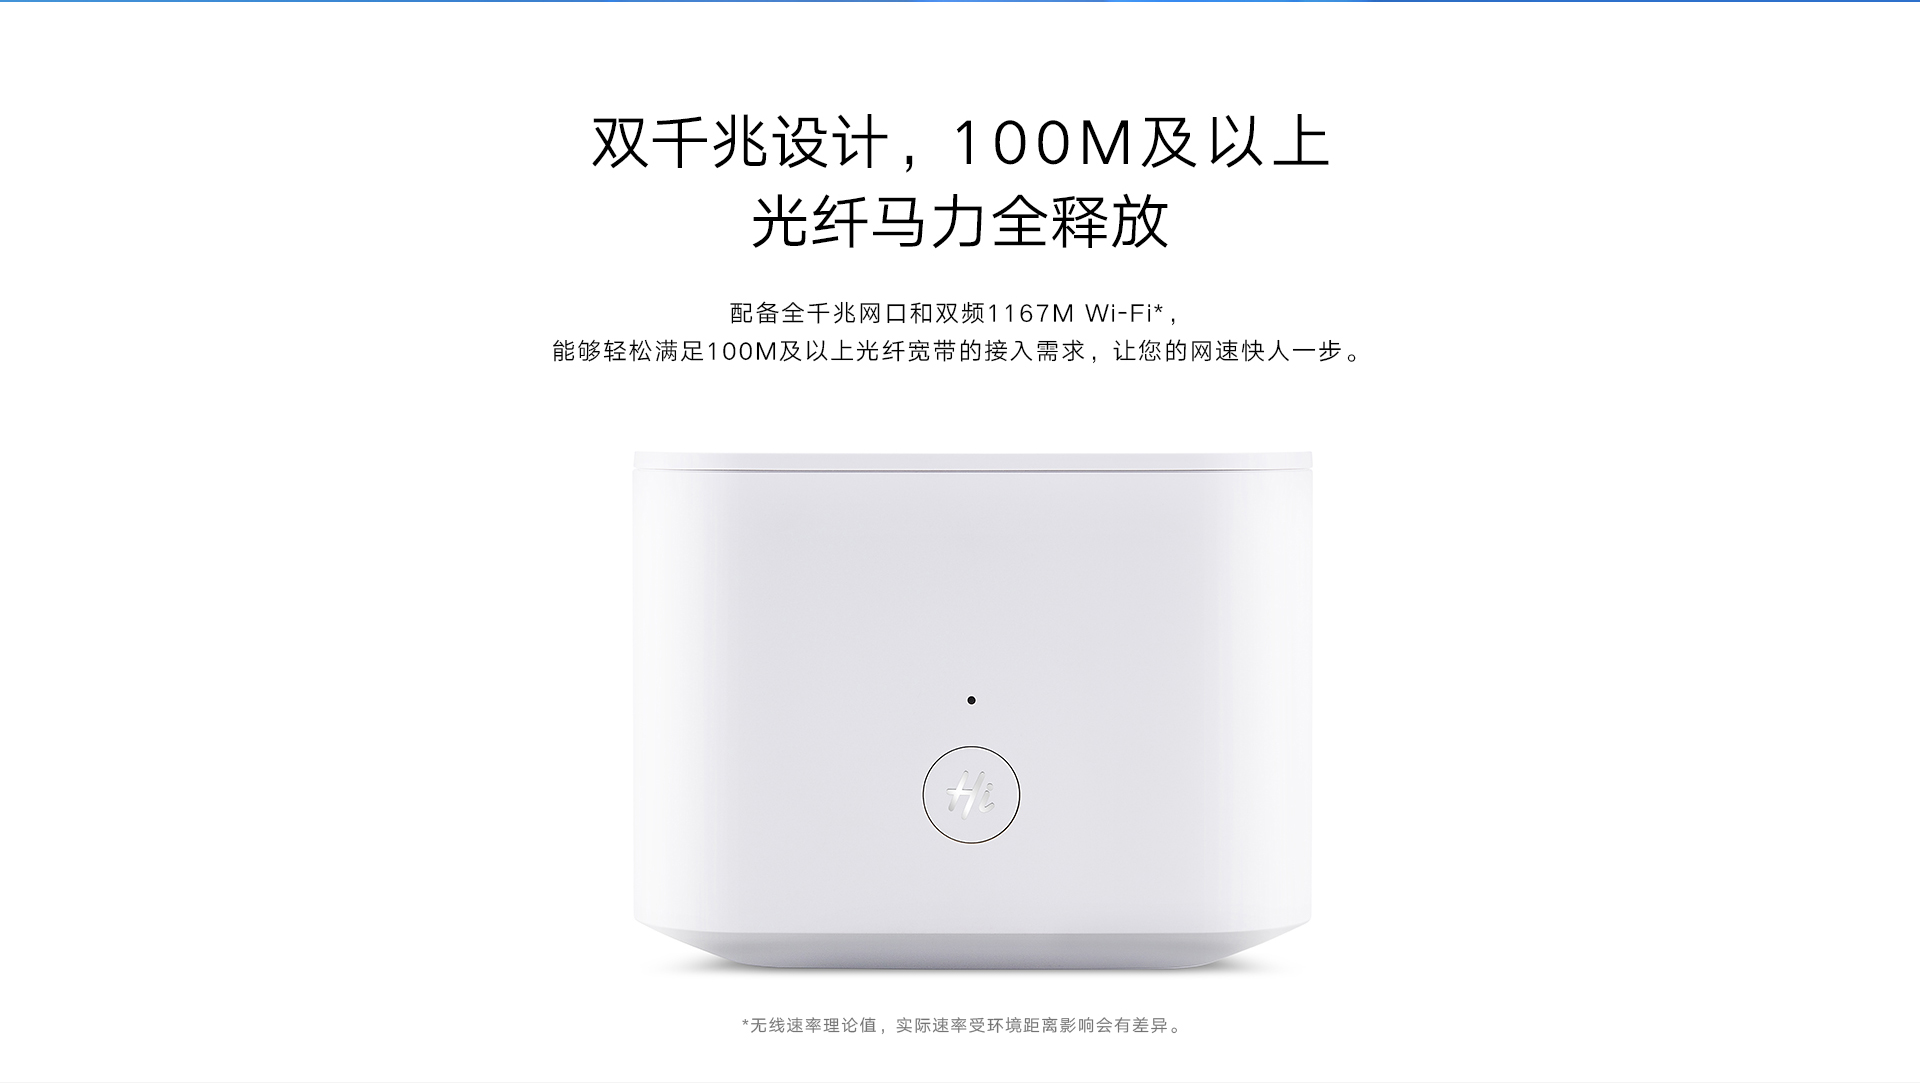 双千兆设计，100M及以上
光纤马力全释放
配备全千兆网口和双频1167M Wi-Fi*，
能够轻松满足100M及以上光纤宽带的接入需求，让您的网速快人一步。
Hi
*无线速率理论值，实际速率受环境距离影响会有差异。